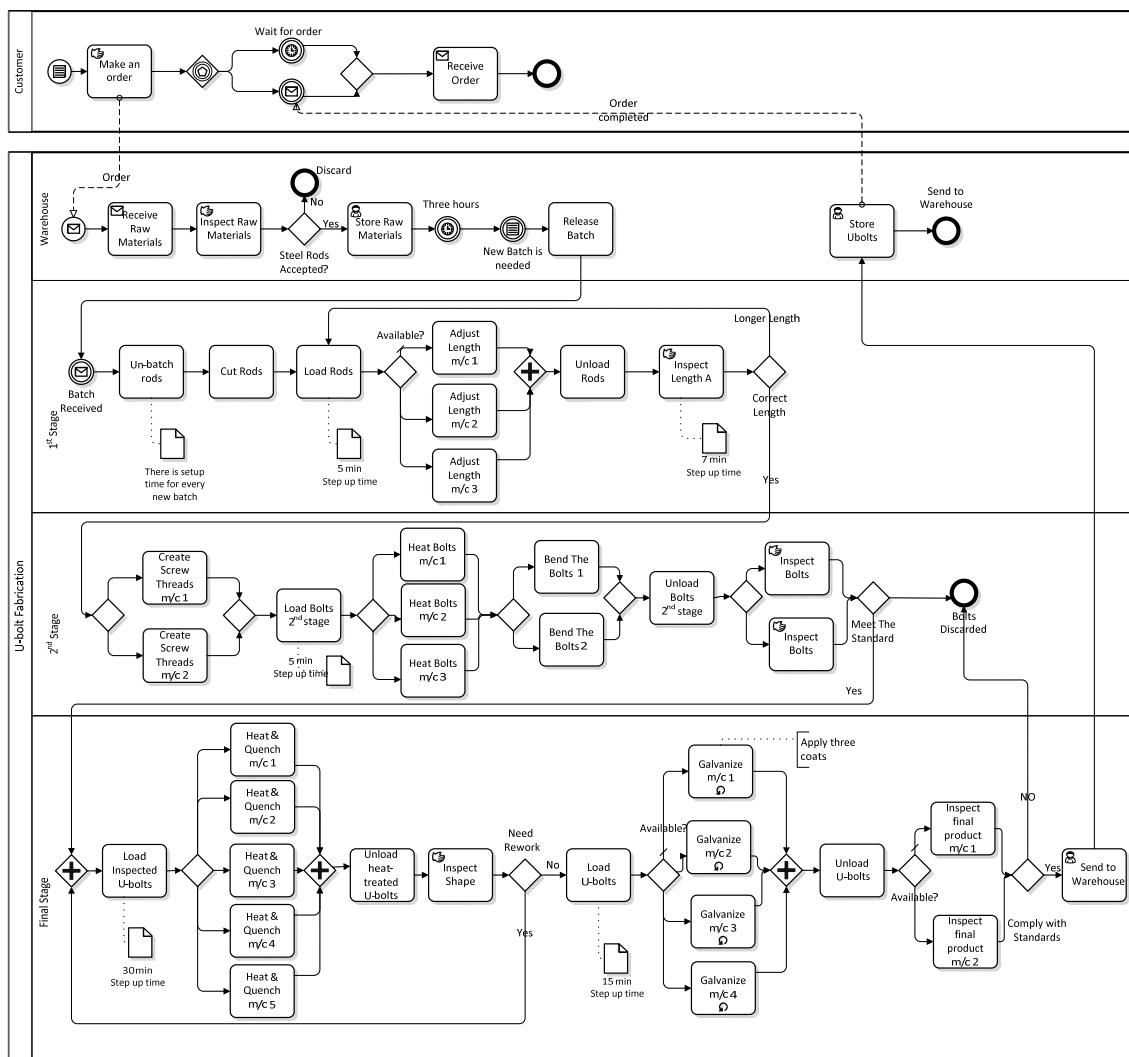 Customer
Wait for order
Make an
order
Receive
Order
Order
completed
U-bolt Fabrication
Warehouse
Order
Discard
No
Yes
Receive
Raw
Materials
Inspect Raw
Materials
Steel Rods
Accepted?
Store Raw
Materials
Three hours
New Batch is
needed
Release
Batch
Store
Ubolts
Send to
Warehouse
1st Stage
Batch
Received
Un-batch
rods
There is setup
time for every
new batch
Cut Rods
Load Rods
5 min
Step up time
Available?
Adjust
Length
m/c 1
Adjust
Length
m/c 2
Adjust
Length
m/c 3
Unload
Rods
Inspect
Length A
7 min
Step up time
Longer Length
Correct
Length
Yes
2nd Stage
Create
Screw
Threads
m/c 1
Create
Screw
Threads
m/c 2
Load Bolts
2nd stage
5 min
Step up time
Heat Bolts
m/c 1
Heat Bolts
m/c 2
Heat Bolts
m/c 3
Bend The
Bolts 1
Bend The
Bolts 2
Unload
Bolts
2nd stage
Inspect
Bolts
Inspect
Bolts
Meet The
Standard
Yes
Bolts
Discarded
Final Stage
Load
Inspected
U-bolts
30min
Step up time
Heat &
Quench
m/c 1
Heat &
Quench
m/c 2
Heat &
Quench
m/c 3
Heat &
Quench
m/c 4
Heat &
Quench
m/c 5
Unload
heat-
treated
U-bolts
Inspect
Shape
Need
Rework
No
Yes
Load
U-bolts
15 min
Step up time
Available?
Galvanize
m/c 1
Galvanize
m/c 2
Galvanize
m/c 3
Galvanize
m/c 4
Apply three
coats
Unload
U-bolts
Available?
Inspect
final
product
m/c 1
Inspect
final
product
m/c 2
NO
Yes
Comply with
Standards
Send to
Warehouse